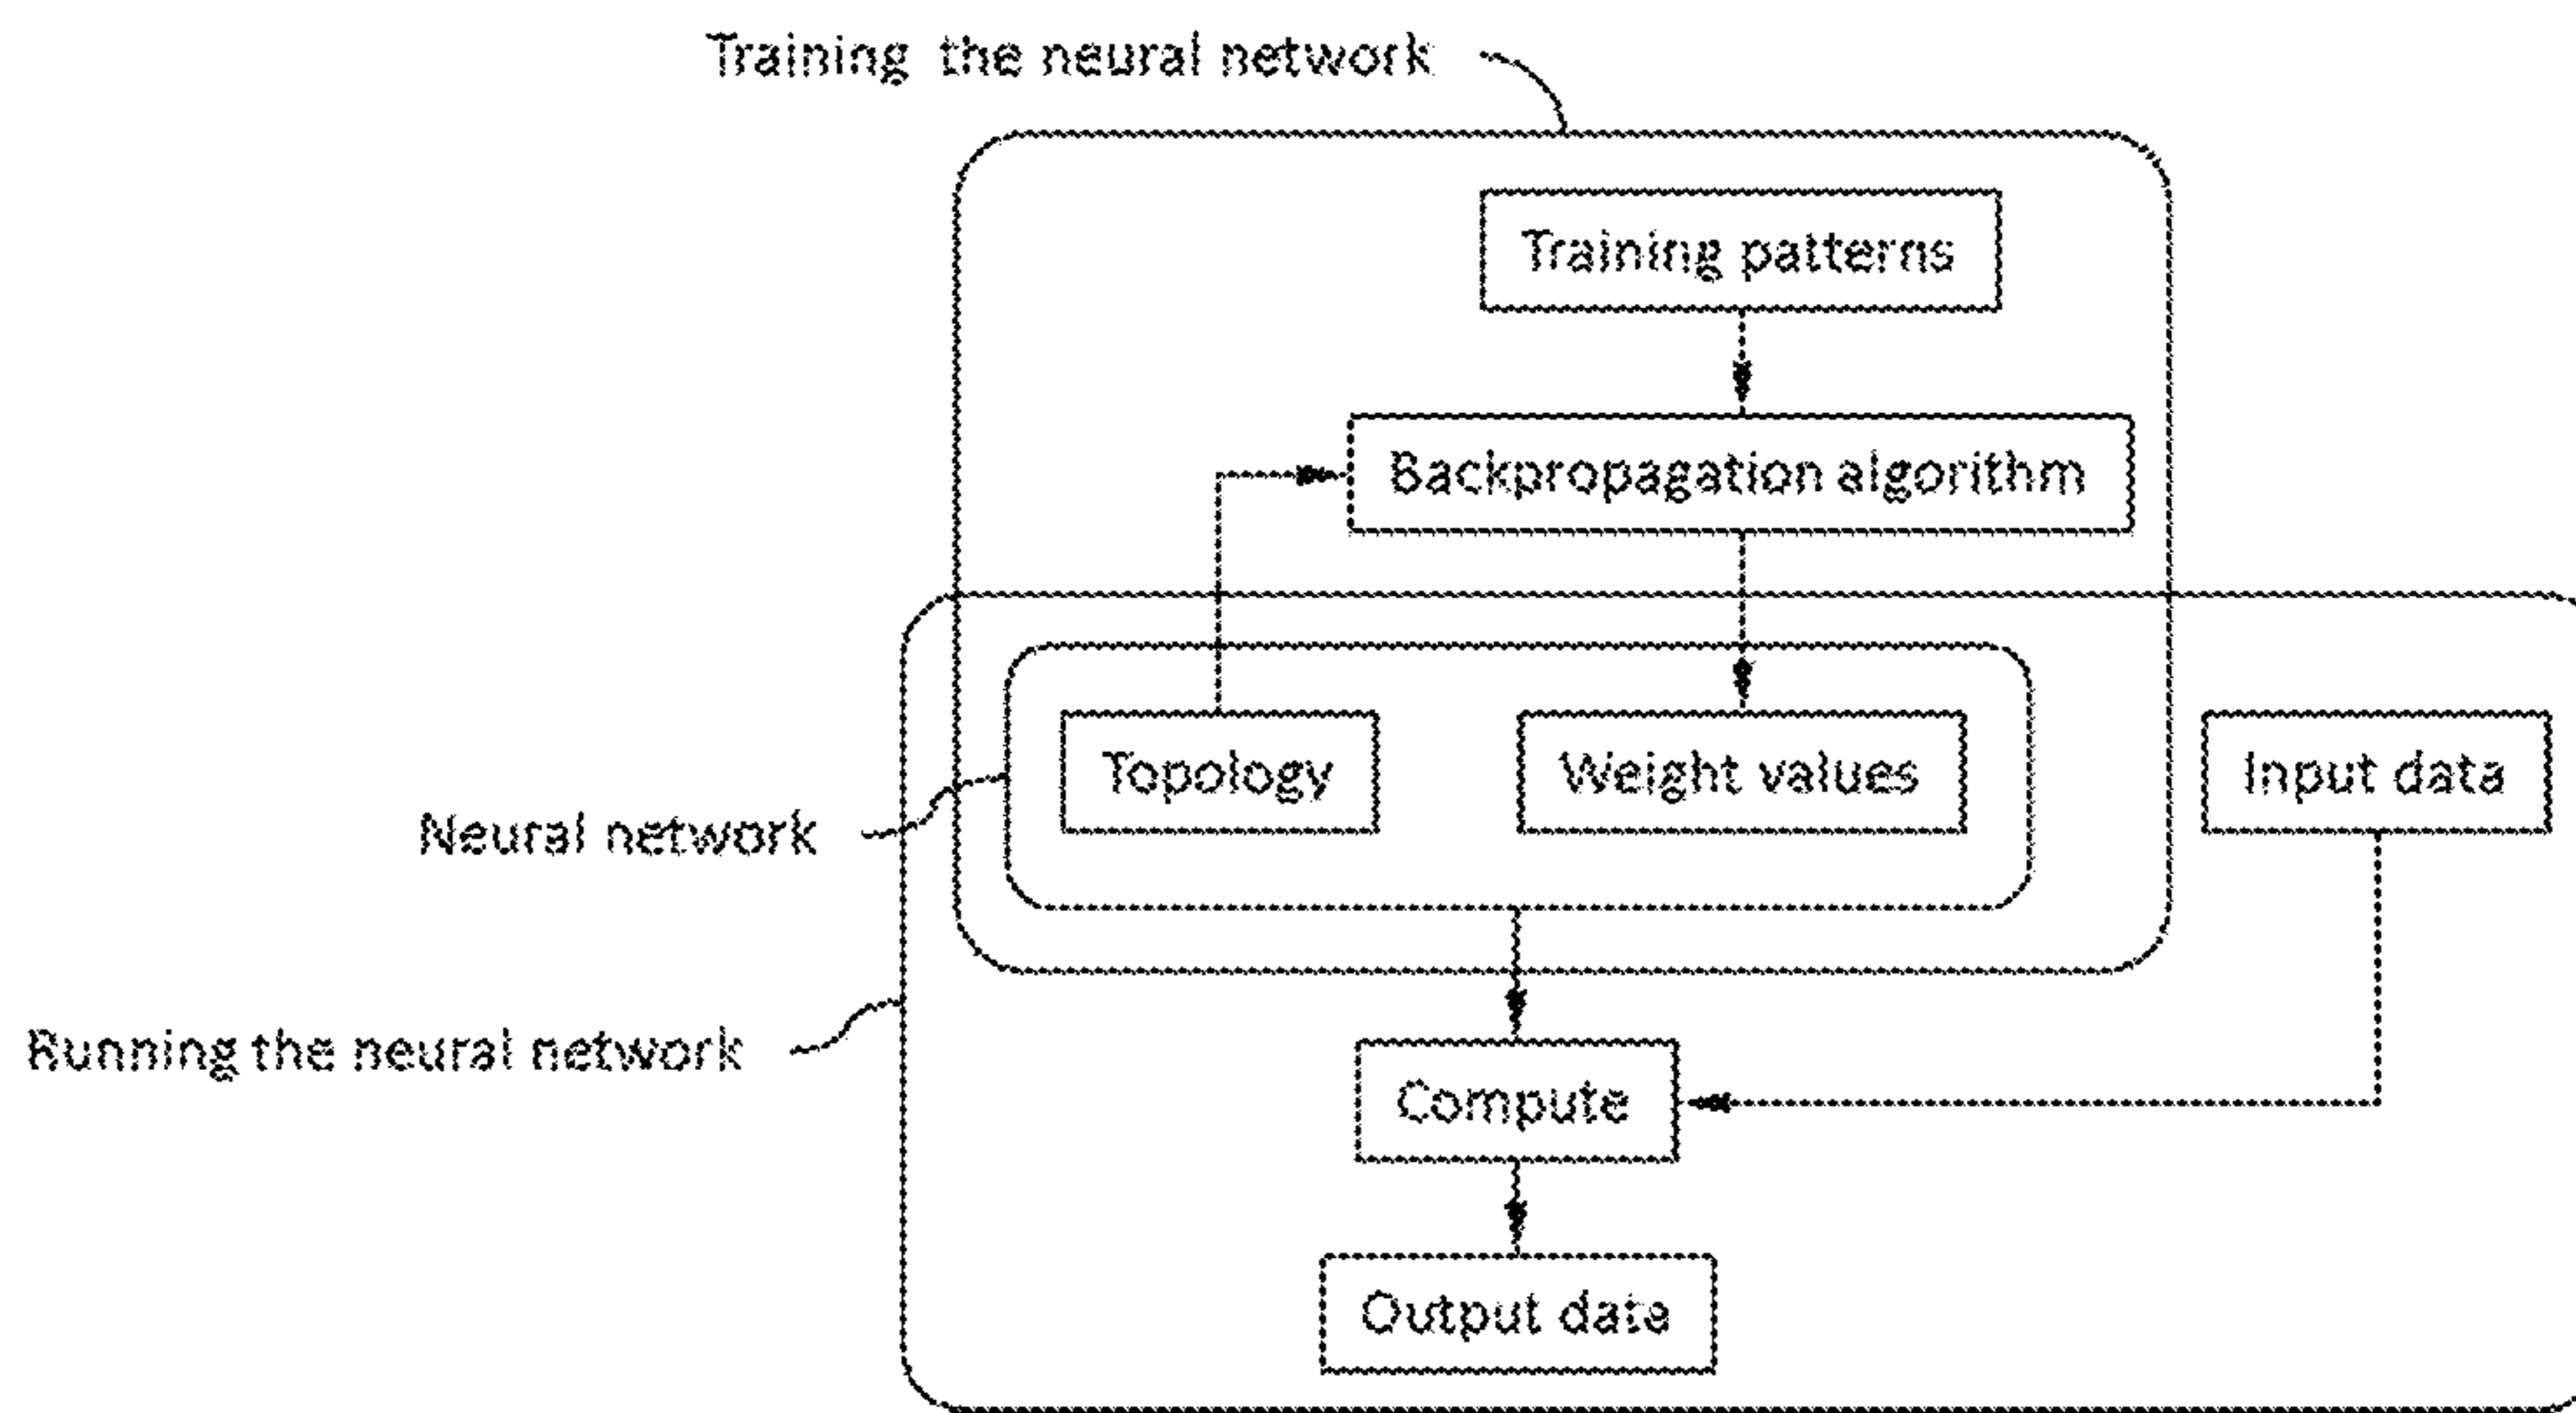 Training the neural network
Training patterns
Backpropagation algorithm
Topology
Weight values
Input data
Neural network
Running the neural network
Compute
Output data